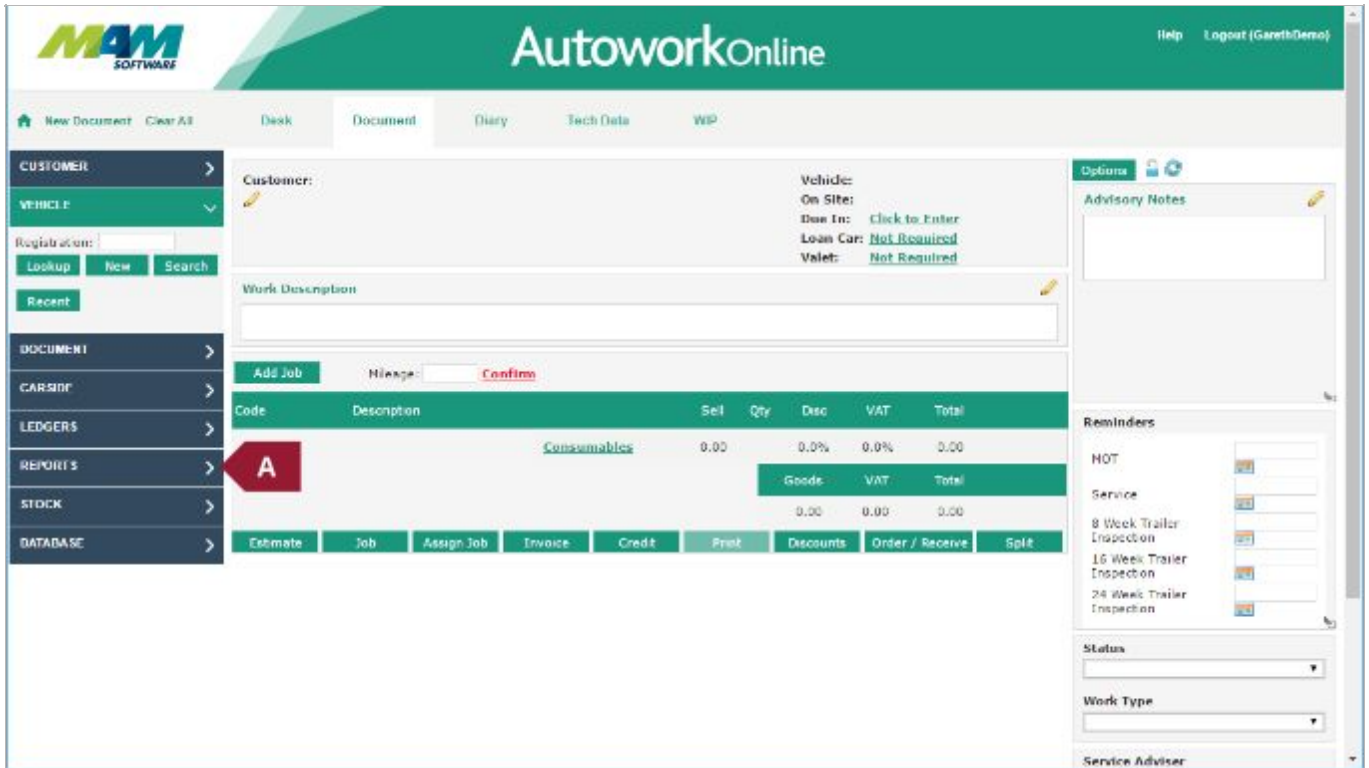 MAM SOFTWARE
AutoworkOnline
Help Logout (GarethDemo)
New Document Clear All Desk Document Diary Tech Data WIP
CUSTOMER
VEHICLE
Registration:
Lookup New Search
Recent
DOCUMENT
CARSIDE
LEDGERS
REPORTS
STOCK
DATABASE
A
Customer:
Vehicle:
On Site:
Due In: Click to Enter
Loan Car: Not Required
Valet: Not Required
Work Description
Add Job Mileage: Confirm
Code Description Sell Qty Disc VAT Total
Consumables 0.00 0.0% 0.0% 0.00
Goods VAT Total
0.00 0.00 0.00
Estimate Job Assign Job Invoice Credit Print Discounts Order / Receive Split
Options
Advisory Notes
Reminders
MOT
Service
8 Week Trailer
Inspection
16 Week Trailer
Inspection
24 Week Trailer
Inspection
Status
Work Type
Service Adviser